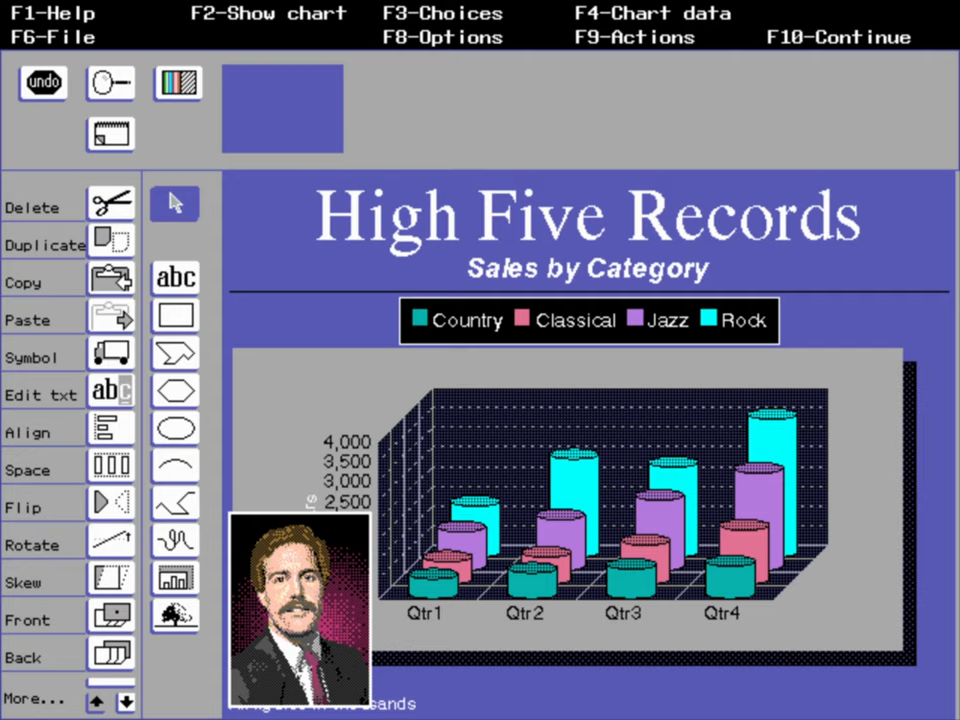 F1-Help F2-Show chart F3-Choices F4-Chart data
F6-File F8-Options F9-Actions F10-Continue
undo
Delete
Duplicate
Copy
abc
Paste
Symbol
Edit txt abc
Align
Space
Flip
Rotate
Skew
Front
Back
More...
High Five Records
Sales by Category
Country Classical Jazz Rock
4,000
3,500
3,000
2,500
Qtr1 Qtr2 Qtr3 Qtr4